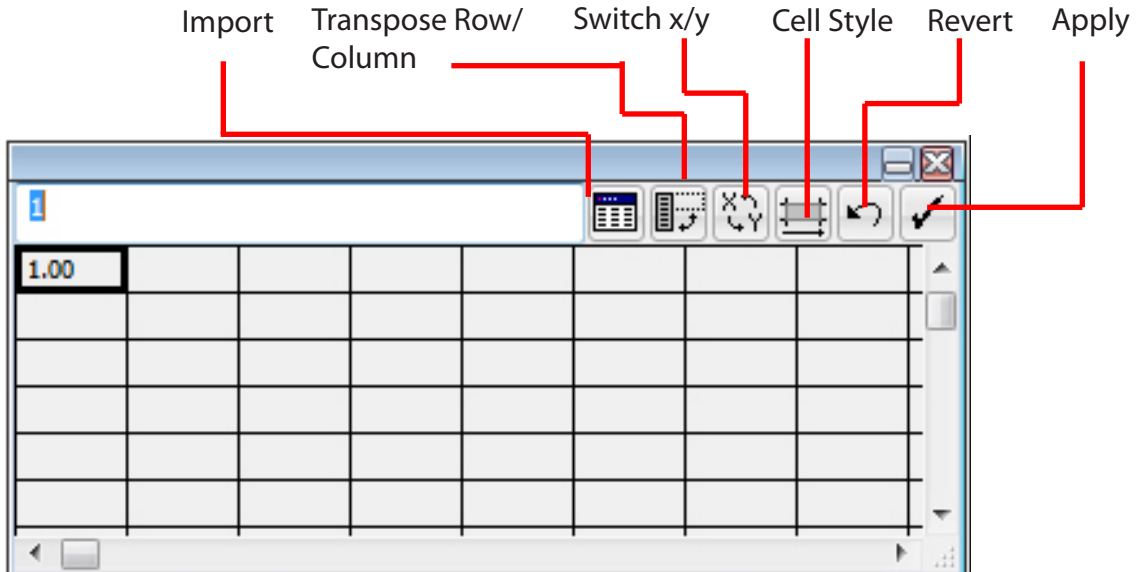 Import Transpose Row/ Switch x/y Cell Style Revert Apply
Column
1
X
Y
1.00